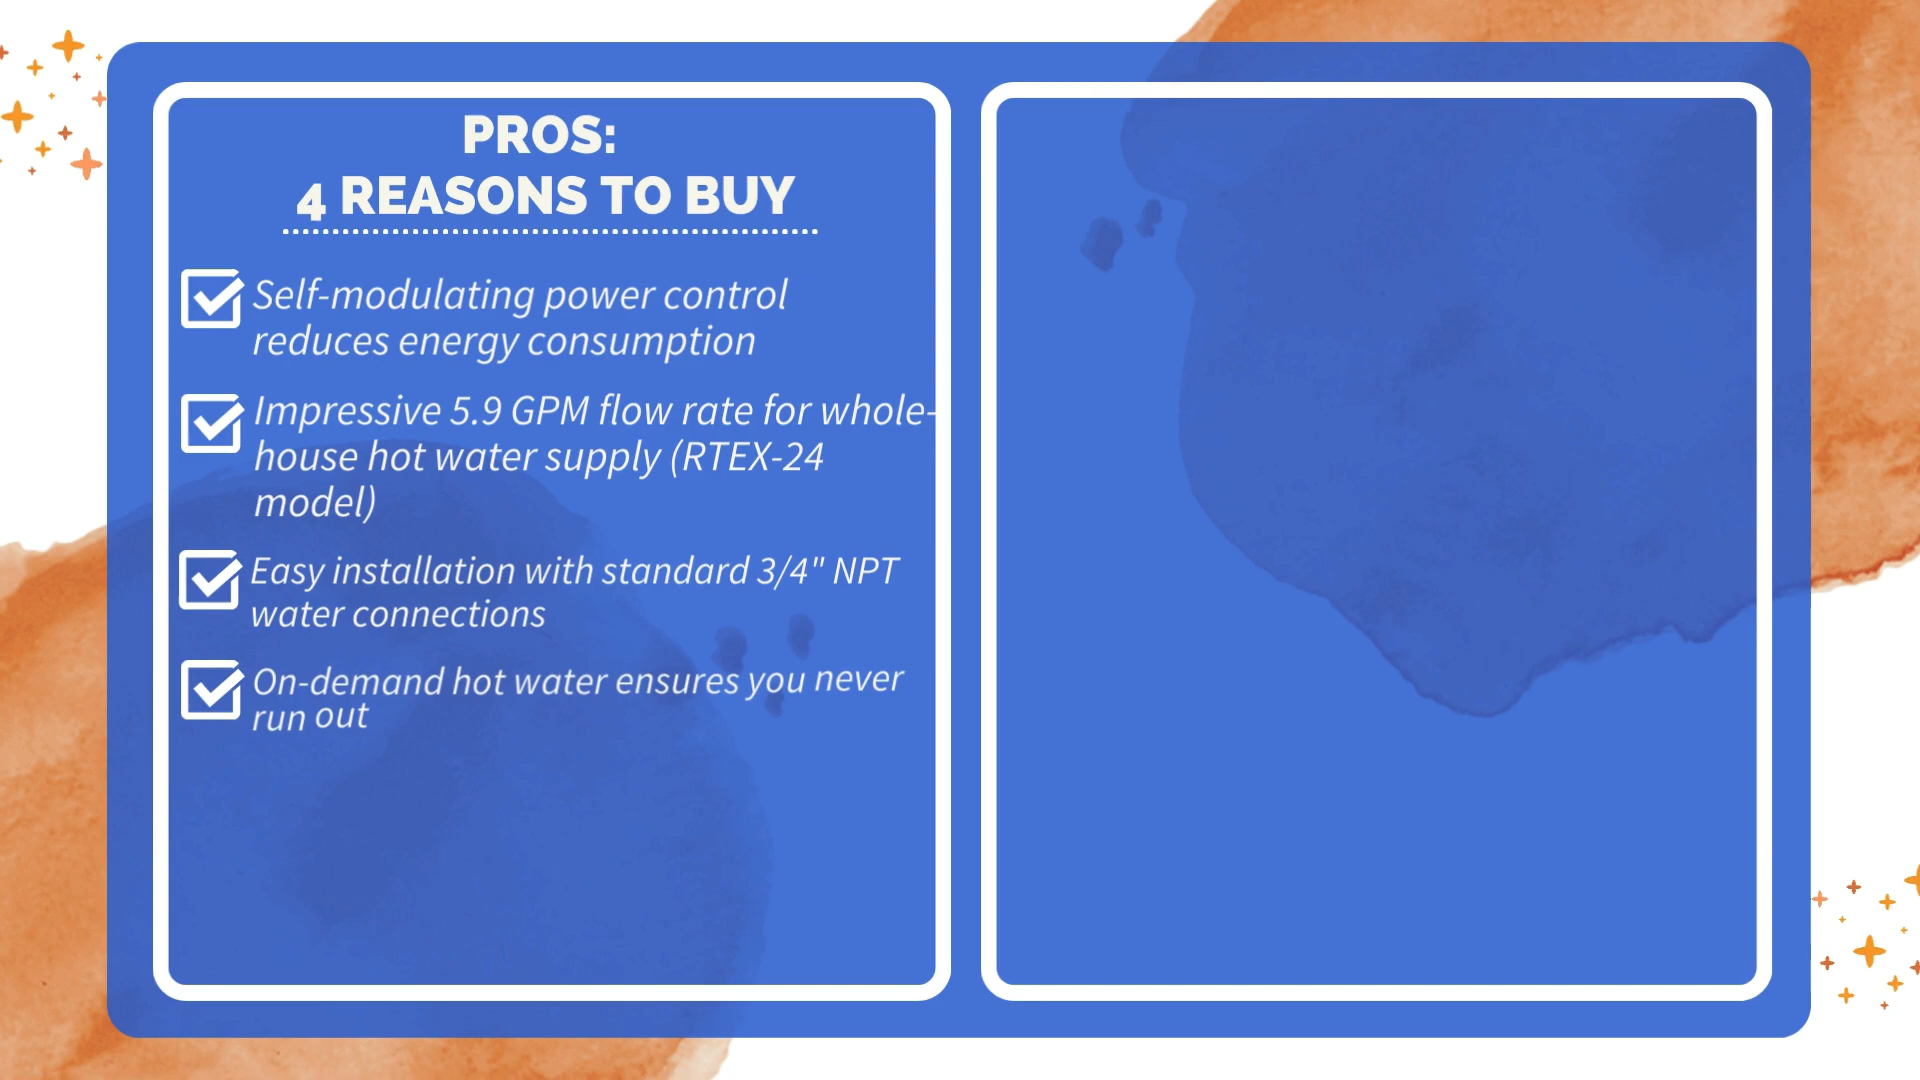 PROS:
4 REASONS TO BUY
Self-modulating power control
reduces energy consumption
Impressive 5.9 GPM flow rate for whole-
house hot water supply (RTEX-24
model)
Easy installation with standard 3/4" NPT
water connections
On-demand hot water ensures you never
run out